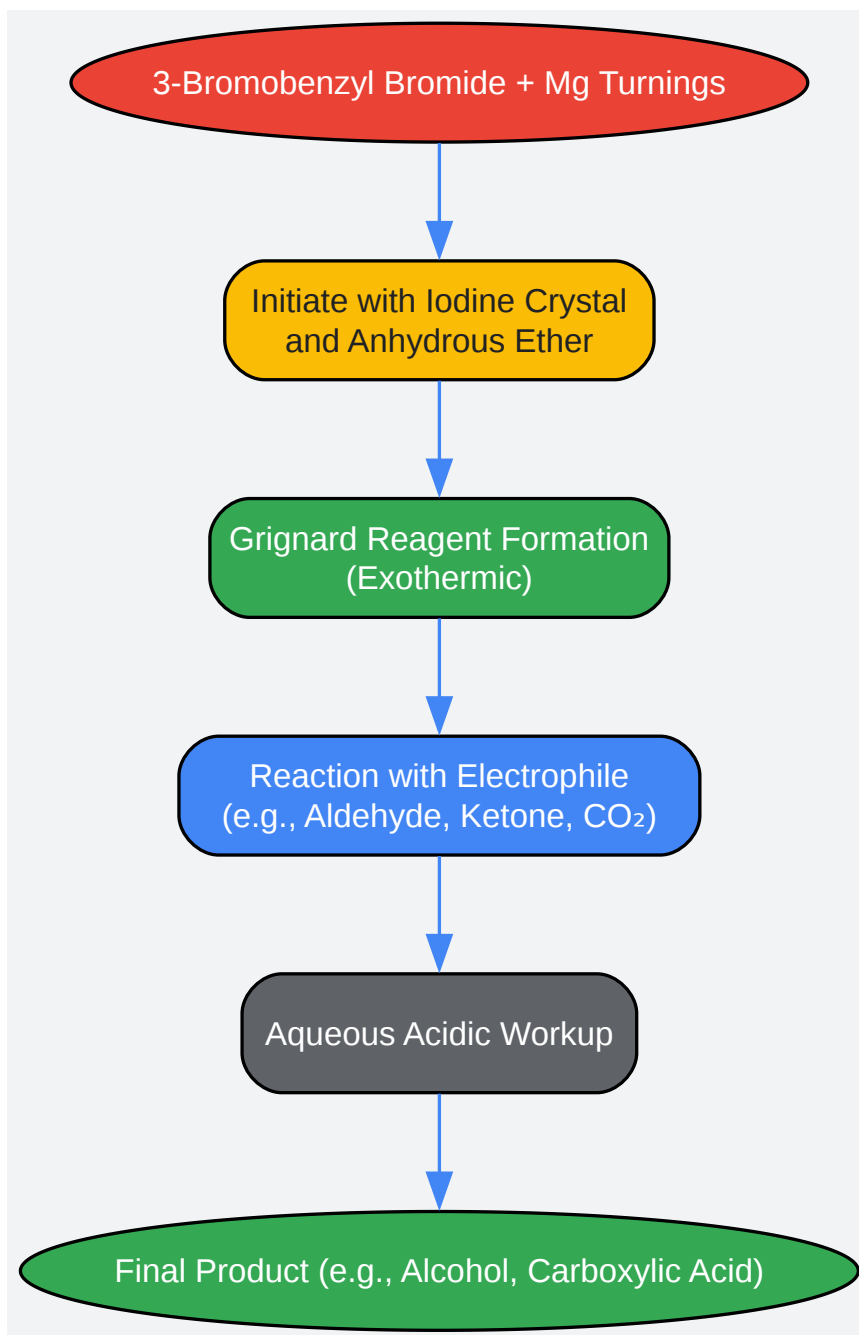 3-Bromobenzyl Bromide + Mg Turnings
Initiate with Iodine Crystal
and Anhydrous Ether
Grignard Reagent Formation
(Exothermic)
Reaction with Electrophile
(e.g., Aldehyde, Ketone, CO₂)
Aqueous Acidic Workup
Final Product (e.g., Alcohol, Carboxylic Acid)